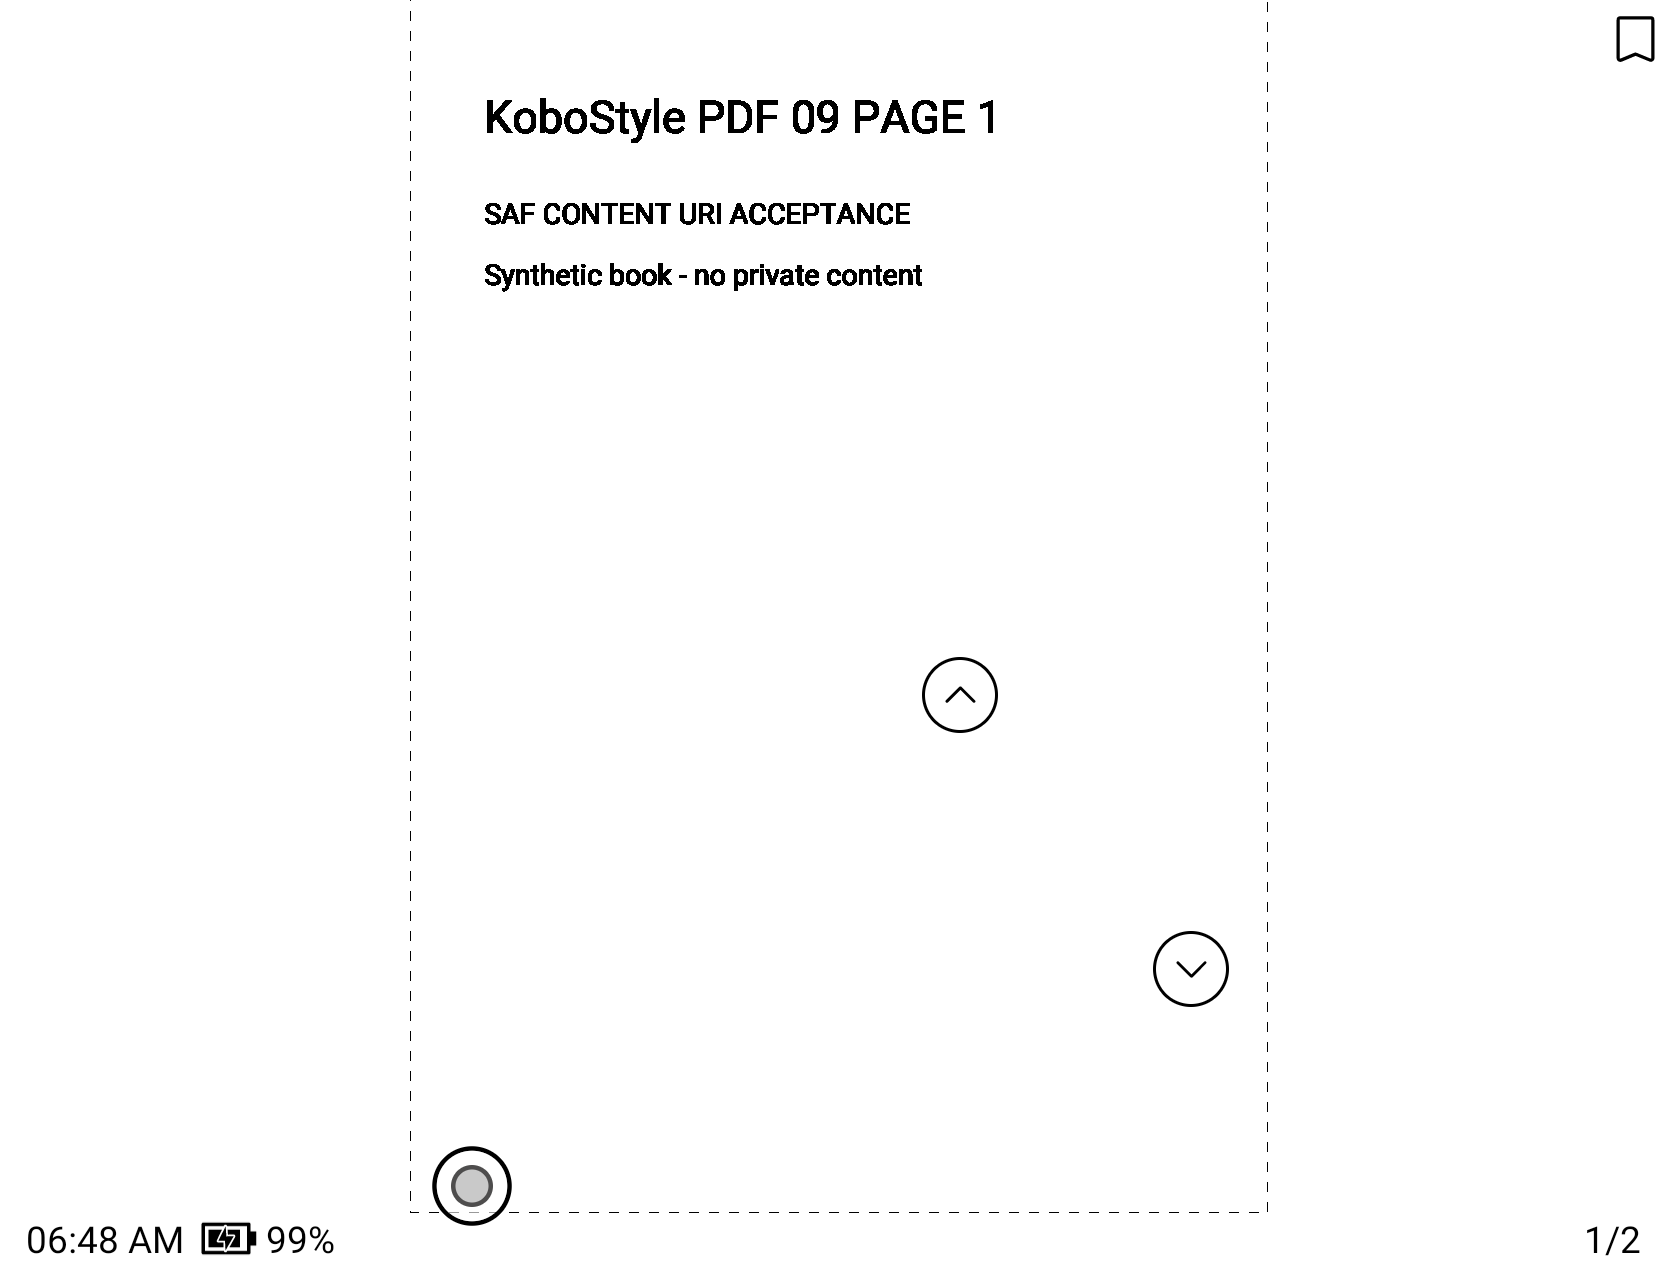 KoboStyle PDF 09 PAGE 1
SAF CONTENT URI ACCEPTANCE
Synthetic book - no private content
06:48 AM 99%
1/2